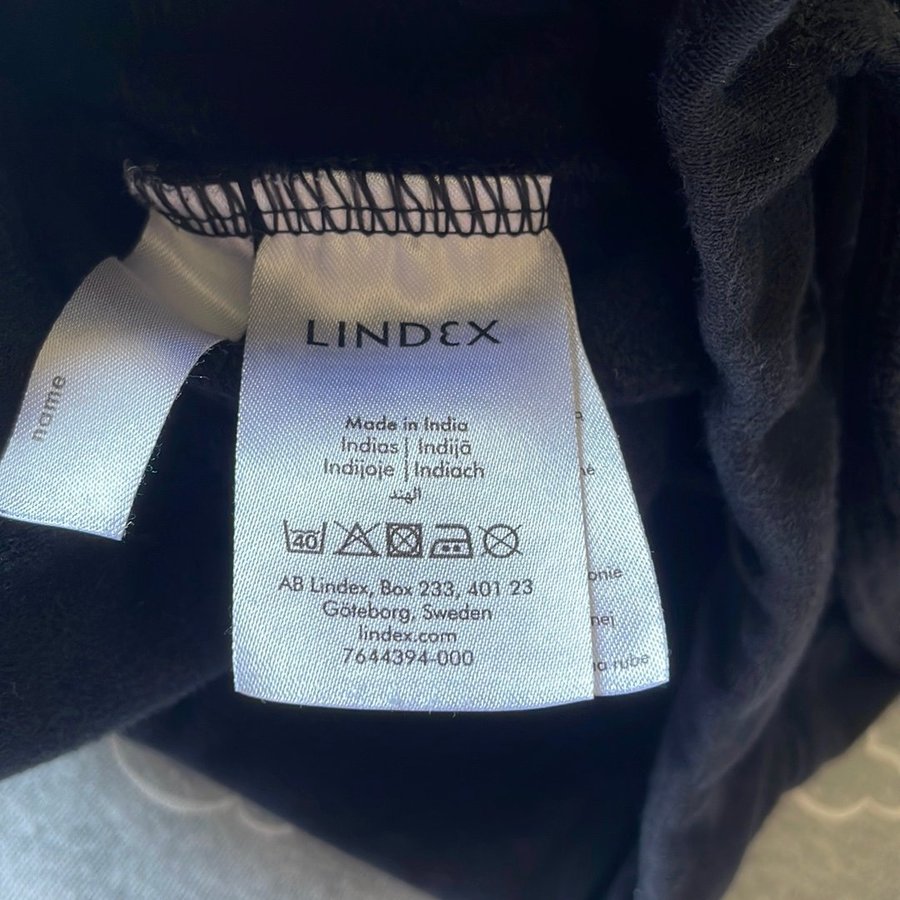 name
LINDEX
Made in India
Indias | Indijā
Indijoje | Indiach
الهند
40
AB Lindex, Box 233, 401 23
Göteborg, Sweden
lindex.com
7644394-000
rube